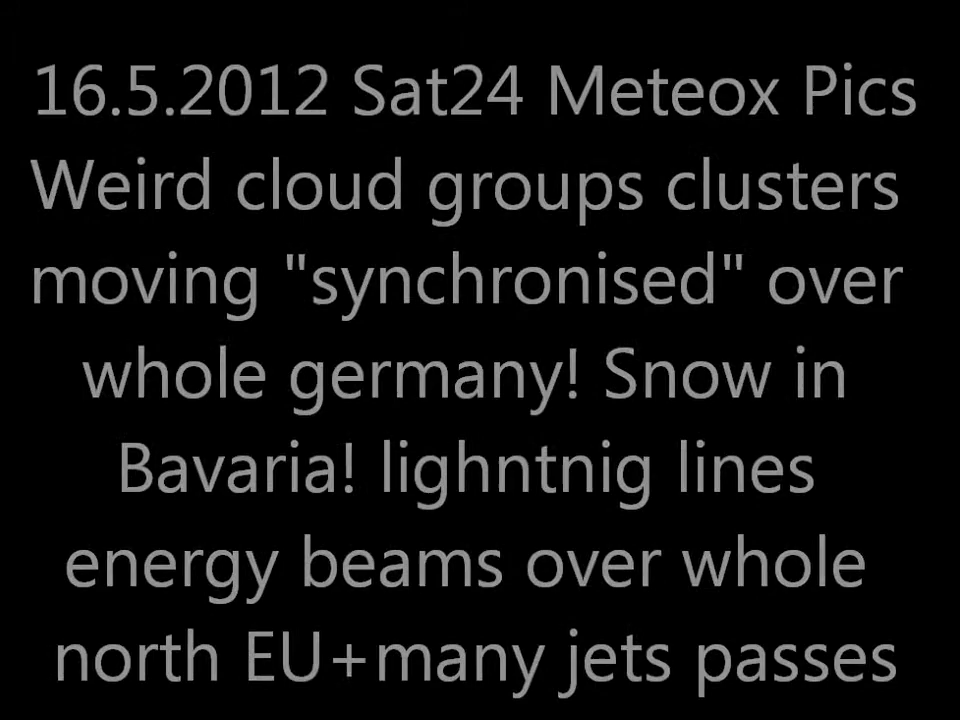 16.5.2012 Sat24 Meteox Pics
Weird cloud groups clusters
moving "synchronised" over
whole germany! Snow in
Bavaria! lighntnig lines
energy beams over whole
north EU+many jets passes